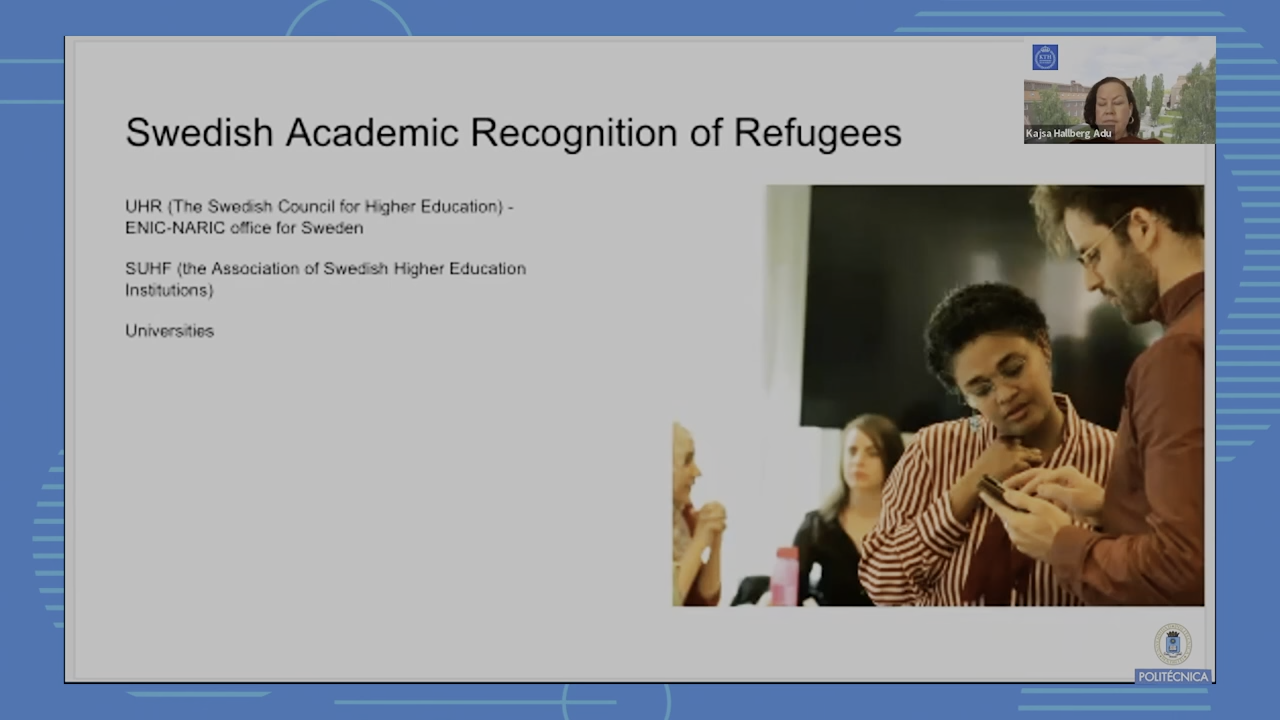 Swedish Academic Recognition of Refugees
UHR (The Swedish Council for Higher Education) -
ENIC-NARIC office for Sweden
SUHF (the Association of Swedish Higher Education
Institutions)
Universities
KTH
Kajsa Hallberg Adu
POLITÉCNICA